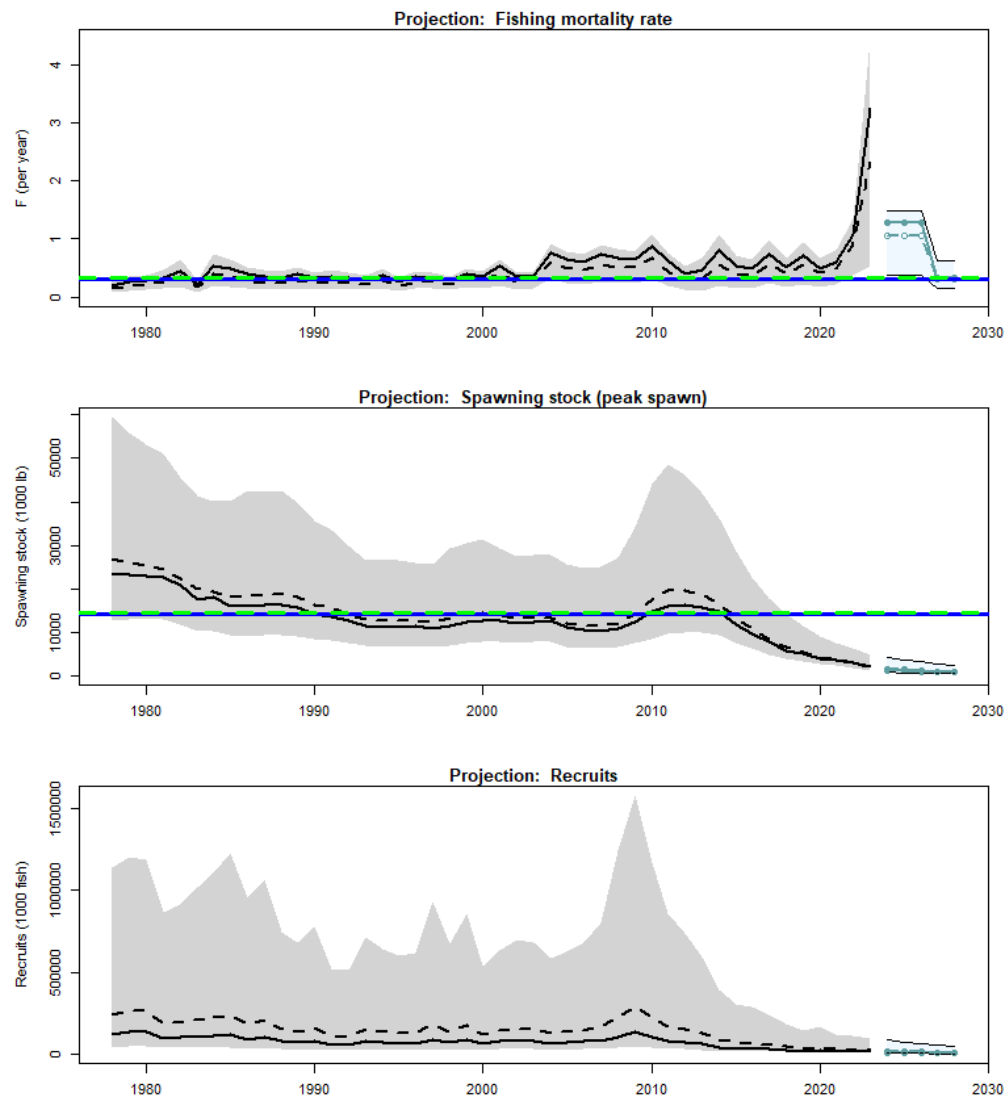 Projection: Fishing mortality rate
F (per year)
4
3
2
1
0
1980 1990 2000 2010 2020 2030
Projection: Spawning stock (peak spawn)
Spawning stock (1000 lb)
50000
30000
10000
0
1980 1990 2000 2010 2020 2030
Projection: Recruits
Recruits (1000 fish)
1500000
1000000
500000
0
1980 1990 2000 2010 2020 2030